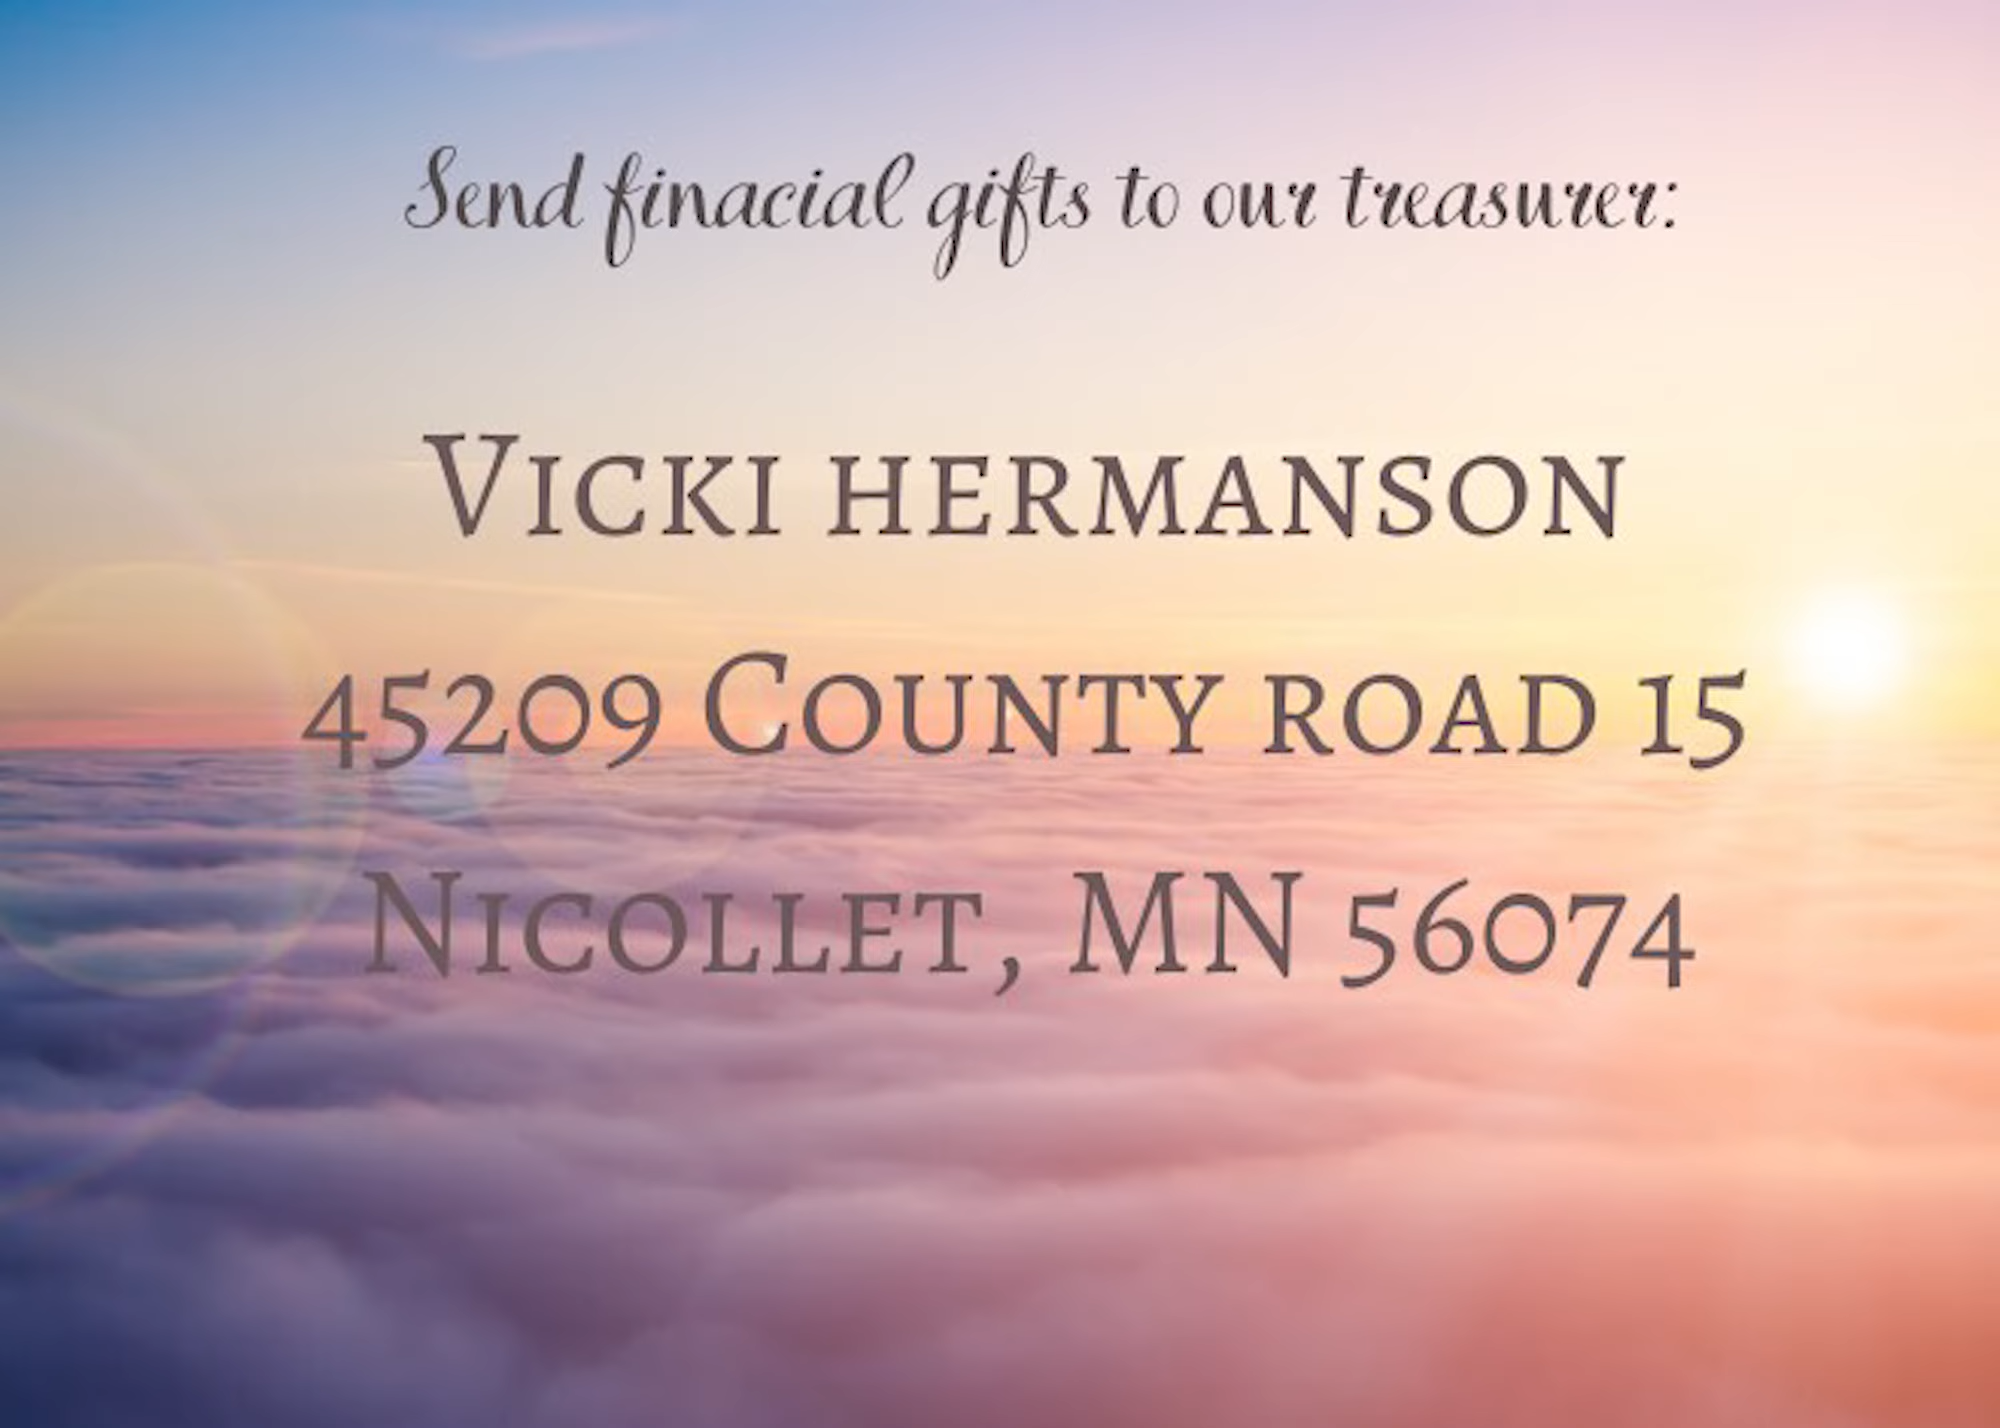 Send finacial gifts to our treasurer:
Vicki hermanson
45209 County road 15
Nicollet, MN 56074